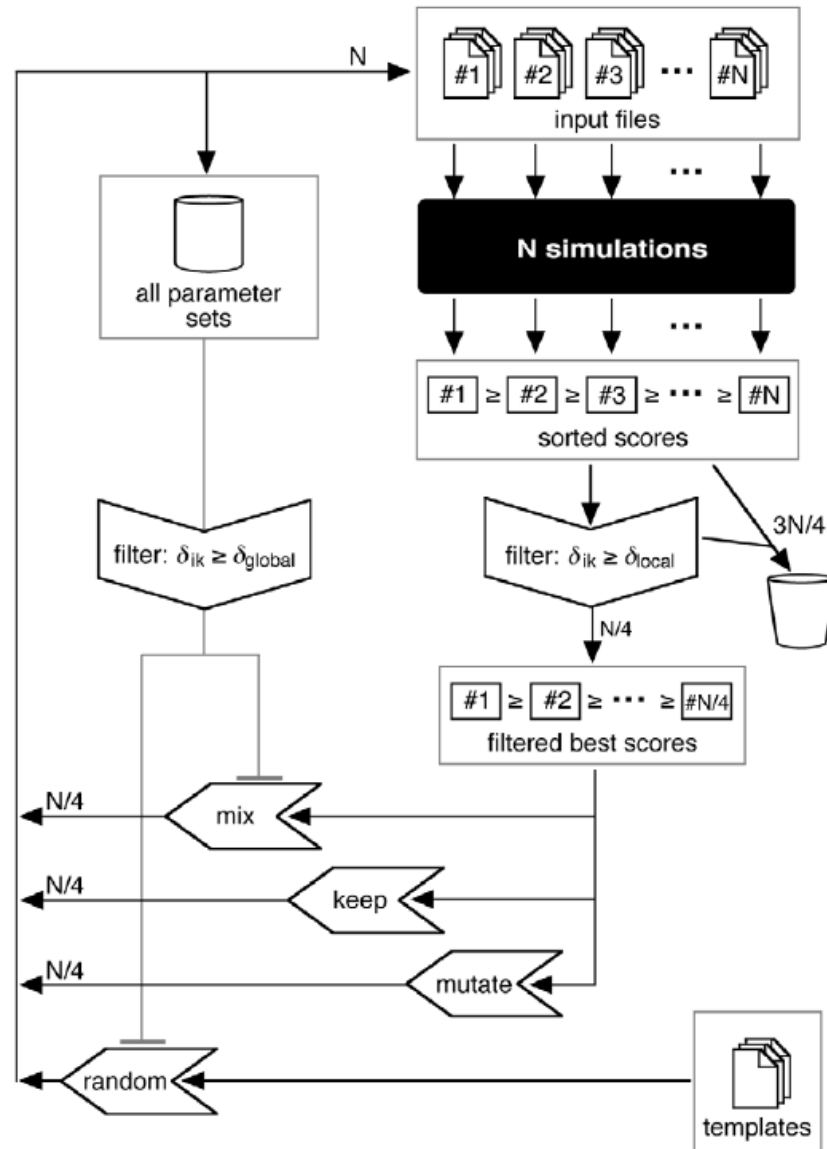 N
#1 #2 #3 ··· #N
input files
···
N simulations
all parameter
sets
···
#1 ≥ #2 ≥ #3 ≥ ··· ≥ #N
sorted scores
3N/4
filter: δik ≥ δglobal
filter: δik ≥ δlocal
N/4
#1 ≥ #2 ≥ ··· ≥ #N/4
filtered best scores
N/4
mix
N/4
keep
N/4
mutate
random
templates